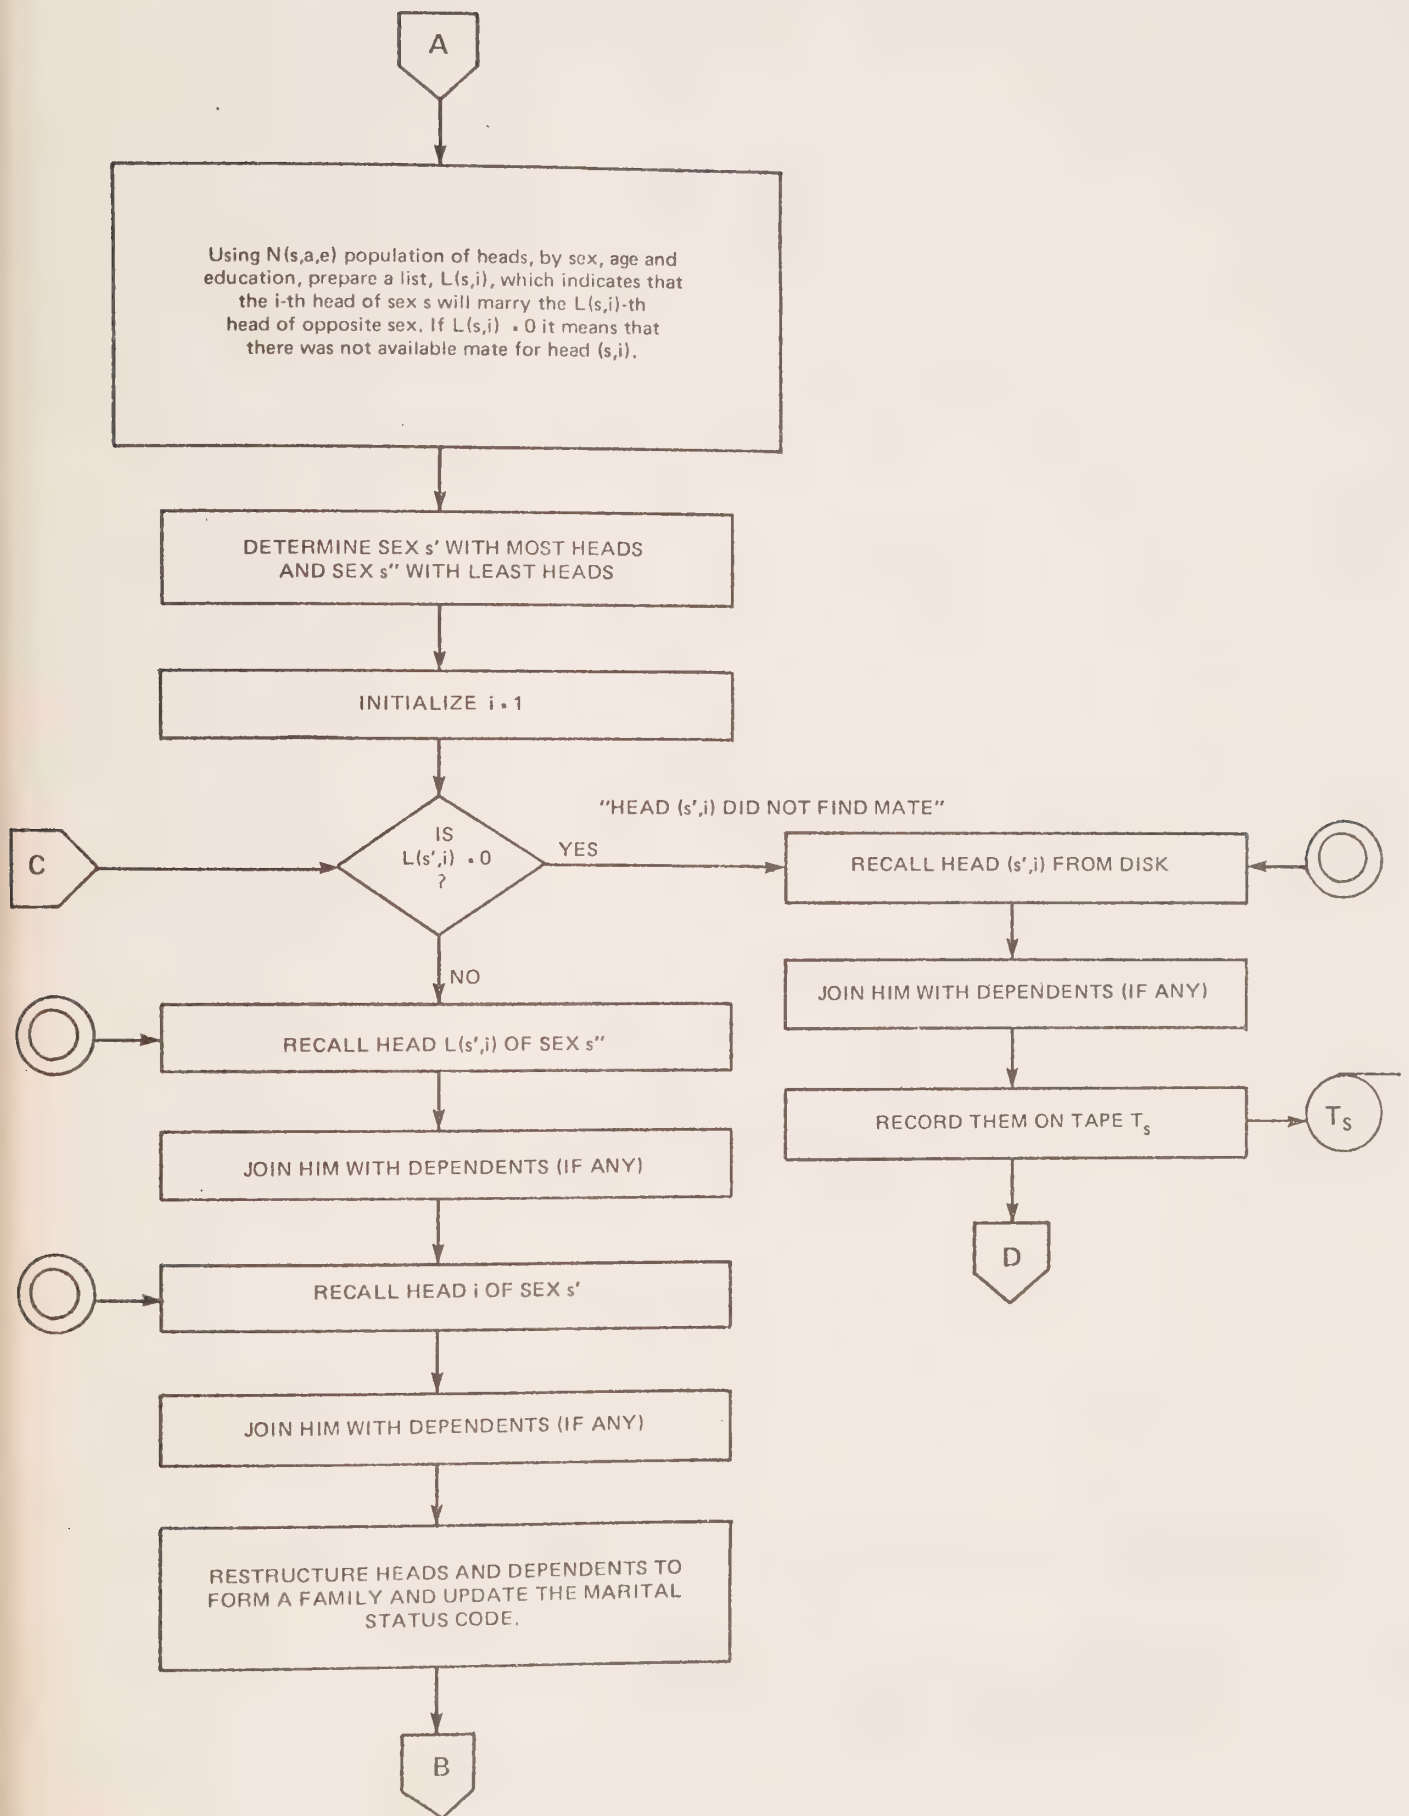 A
Using N(s,a,e) population of heads, by sex, age and
education, prepare a list, L(s,i), which indicates that
the i-th head of sex s will marry the L(s,i)-th
head of opposite sex. If L(s,i) = 0 it means that
there was not available mate for head (s,i).
DETERMINE SEX s' WITH MOST HEADS
AND SEX s'' WITH LEAST HEADS
INITIALIZE i = 1
"HEAD (s',i) DID NOT FIND MATE"
C
IS
L(s',i) = 0
?
YES
RECALL HEAD (s',i) FROM DISK
NO
JOIN HIM WITH DEPENDENTS (IF ANY)
RECALL HEAD L(s',i) OF SEX s''
RECORD THEM ON TAPE Ts
Ts
JOIN HIM WITH DEPENDENTS (IF ANY)
D
RECALL HEAD i OF SEX s'
JOIN HIM WITH DEPENDENTS (IF ANY)
RESTRUCTURE HEADS AND DEPENDENTS TO
FORM A FAMILY AND UPDATE THE MARITAL
STATUS CODE.
B